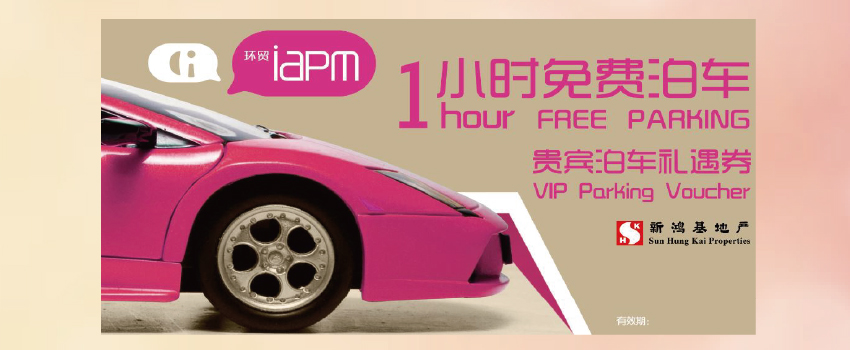 环贸 iapm
1 小时免费泊车
hour FREE PARKING
贵宾泊车礼遇券
VIP Parking Voucher
SHK 新鸿基地产
Sun Hung Kai Properties
有效期: